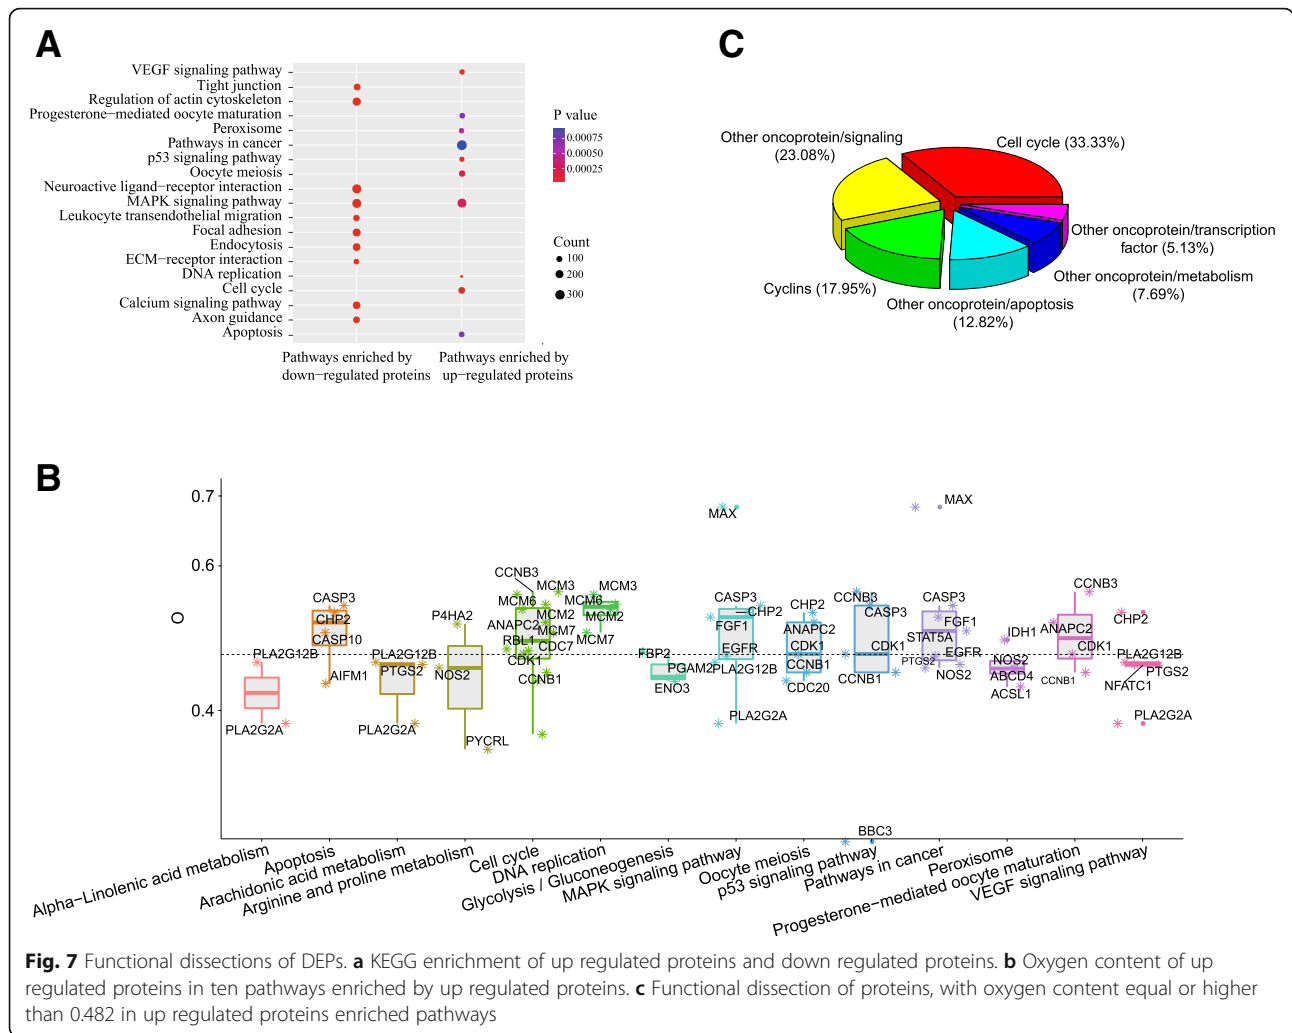 A
VEGF signaling pathway
Tight junction
Regulation of actin cytoskeleton
Progesterone−mediated oocyte maturation
Peroxisome
Pathways in cancer
p53 signaling pathway
Oocyte meiosis
Neuroactive ligand−receptor interaction
MAPK signaling pathway
Leukocyte transendothelial migration
Focal adhesion
Endocytosis
ECM−receptor interaction
DNA replication
Cell cycle
Calcium signaling pathway
Axon guidance
Apoptosis
Pathways enriched by
down−regulated proteins
Pathways enriched by
up−regulated proteins
P value
0.00075
0.00050
0.00025
Count
100
200
300
C
Other oncoprotein/signaling
(23.08%)
Cell cycle (33.33%)
Other oncoprotein/transcription
factor (5.13%)
Other oncoprotein/metabolism
(7.69%)
Other oncoprotein/apoptosis
(12.82%)
Cyclins (17.95%)
B
O
0.7
0.6
0.4
PLA2G12B
PLA2G2A
CASP3
CHP2
CASP10
AIFM1
PLA2G12B
PTGS2
PLA2G2A
P4HA2
NOS2
PYCRL
CCNB3
MCM3
MCM6
MCM2
ANAPC2
MCM7
RBL1
CDC7
CDK1
CCNB1
MCM3
MCM6
MCM2
MCM7
FBP2
PGAM2
ENO3
MAX
CASP3
CHP2
FGF1
EGFR
PLA2G12B
PLA2G2A
CHP2
ANAPC2
CDK1
CCNB1
CDC20
CCNB3
CASP3
CDK1
CCNB1
BBC3
MAX
CASP3
FGF1
STAT5A
EGFR
PTGS2
NOS2
IDH1
NOS2
ABCD4
ACSL1
CCNB3
ANAPC2
CDK1
CCNB1
CHP2
PLA2G12B
PTGS2
NFATC1
PLA2G2A
Alpha−Linolenic acid metabolism
Apoptosis
Arachidonic acid metabolism
Arginine and proline metabolism
Cell cycle
DNA replication
Glycolysis / Gluconeogenesis
MAPK signaling pathway
Oocyte meiosis
p53 signaling pathway
Pathways in cancer
Peroxisome
Progesterone−mediated oocyte maturation
VEGF signaling pathway
Fig. 7 Functional dissections of DEPs. a KEGG enrichment of up regulated proteins and down regulated proteins. b Oxygen content of up
regulated proteins in ten pathways enriched by up regulated proteins. c Functional dissection of proteins, with oxygen content equal or higher
than 0.482 in up regulated proteins enriched pathways